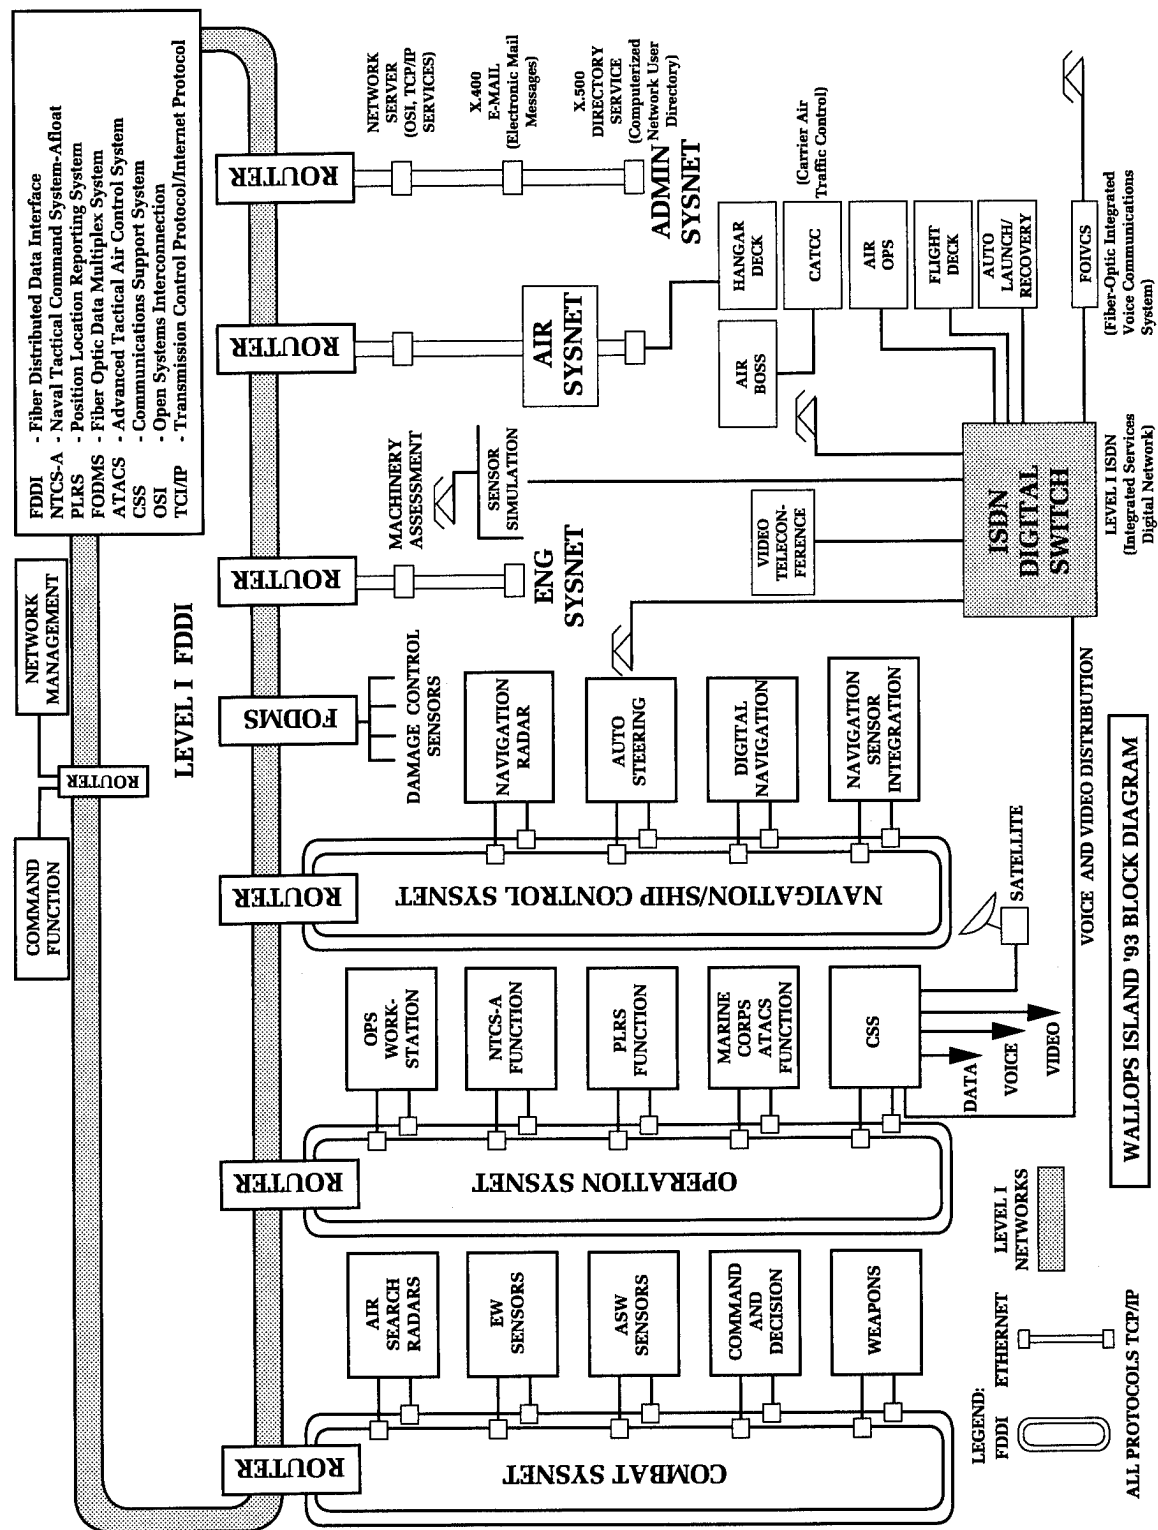 FDDI - Fiber Distributed Data Interface
NTCS-A - Naval Tactical Command System-Afloat
PLRS - Position Location Reporting System
FODMS - Fiber Optic Data Multiplex System
ATACS - Advanced Tactical Air Control System
CSS - Communications Support System
OSI - Open Systems Interconnection
TCI/IP - Transmission Control Protocol/Internet Protocol
COMMAND
FUNCTION
NETWORK
MANAGEMENT
ROUTER
LEVEL I FDDI
ROUTER
ROUTER
ROUTER
FODMS
ROUTER
ROUTER
ROUTER
COMBAT SYSNET
AIR
SEARCH
RADARS
EW
SENSORS
ASW
SENSORS
COMMAND
AND
DECISION
WEAPONS
OPERATION SYSNET
OPS
WORK-
STATION
NTCS-A
FUNCTION
PLRS
FUNCTION
MARINE
CORPS
ATACS
FUNCTION
CSS
DATA
VOICE
VIDEO
SATELLITE
NAVIGATION/SHIP CONTROL SYSNET
NAVIGATION
RADAR
AUTO
STEERING
DIGITAL
NAVIGATION
NAVIGATION
SENSOR
INTEGRATION
DAMAGE CONTROL
SENSORS
MACHINERY
ASSESSMENT
ENG
SYSNET
SENSOR
SIMULATION
VIDEO
TELECON-
FERENCE
AIR
SYSNET
AIR
BOSS
HANGAR
DECK
CATCC
(Carrier Air
Traffic Control)
AIR
OPS
FLIGHT
DECK
AUTO
LAUNCH/
RECOVERY
FOIVCS
(Fiber-Optic Integrated
Voice Communications
System)
NETWORK
SERVER
(OSI, TCP/IP
SERVICES)
X.400
E-MAIL
(Electronic Mail
Messages)
X.500
DIRECTORY
SERVICE
(Computerized
Network User
Directory)
ADMIN
SYSNET
ISDN
DIGITAL
SWITCH
LEVEL I ISDN
(Integrated Services
Digital Network)
VOICE AND VIDEO DISTRIBUTION
LEGEND:
FDDI
ETHERNET
LEVEL I
NETWORKS
ALL PROTOCOLS TCP/IP
WALLOPS ISLAND '93 BLOCK DIAGRAM